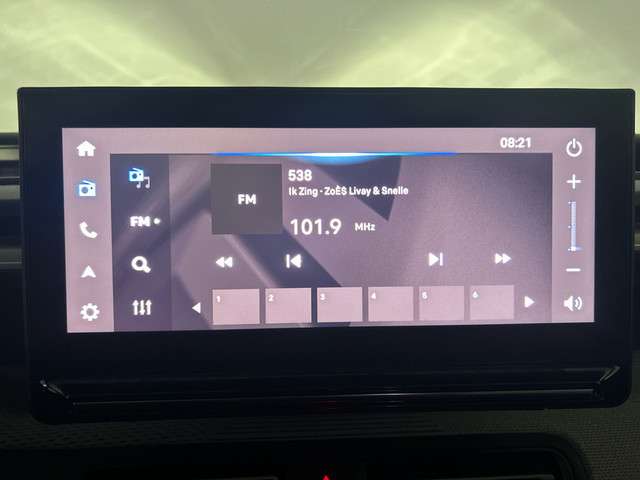 08:21
538
Ik Zing - ZoËS Livay & Snelle
FM
FM
101.9 MHz
1 2 3 4 5 6